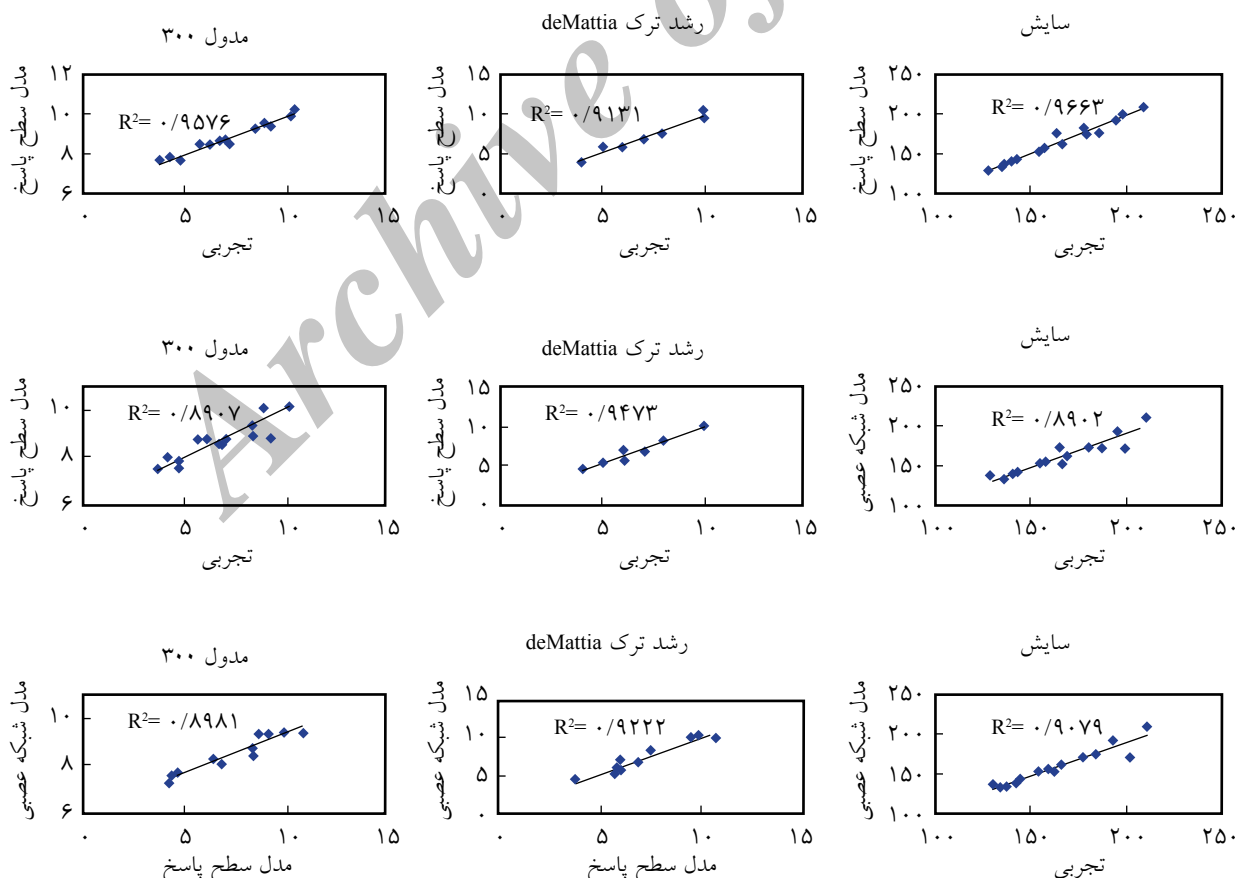 مدول ۳۰۰
مدل سطح پاسخ
۱۲
۱۰
۸
۶
R²= ۰/۹۵۷۶
۰ ۵ ۱۰ ۱۵
تجربی
رشد ترک deMattia
مدل سطح پاسخ
۱۵
۱۰
۵
۰
R²= ۰/۹۱۳۱
۰ ۵ ۱۰ ۱۵
تجربی
سایش
مدل سطح پاسخ
۲۵۰
۲۰۰
۱۵۰
۱۰۰
R²= ۰/۹۶۶۳
۱۰۰ ۱۵۰ ۲۰۰ ۲۵۰
تجربی
مدول ۳۰۰
مدل سطح پاسخ
۱۰
۸
۶
R²= ۰/۸۹۰۷
۰ ۵ ۱۰ ۱۵
تجربی
رشد ترک deMattia
مدل سطح پاسخ
۱۵
۱۰
۵
۰
R²= ۰/۹۴۷۳
۰ ۵ ۱۰ ۱۵
تجربی
سایش
مدل شبکه عصبی
۲۵۰
۲۰۰
۱۵۰
۱۰۰
R²= ۰/۸۹۰۲
۱۰۰ ۱۵۰ ۲۰۰ ۲۵۰
تجربی
مدول ۳۰۰
مدل شبکه عصبی
۱۰
۸
۶
R²= ۰/۸۹۸۱
۰ ۵ ۱۰ ۱۵
مدل سطح پاسخ
رشد ترک deMattia
مدل شبکه عصبی
۱۵
۱۰
۵
۰
R²= ۰/۹۲۲۲
۰ ۵ ۱۰ ۱۵
مدل سطح پاسخ
سایش
مدل شبکه عصبی
۲۵۰
۲۰۰
۱۵۰
۱۰۰
R²= ۰/۹۰۷۹
۱۰۰ ۱۵۰ ۲۰۰ ۲۵۰
تجربی
Archive of